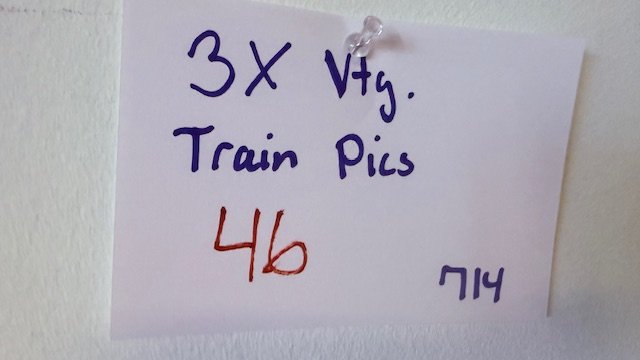 3X Vtg.
Train Pics
46
714